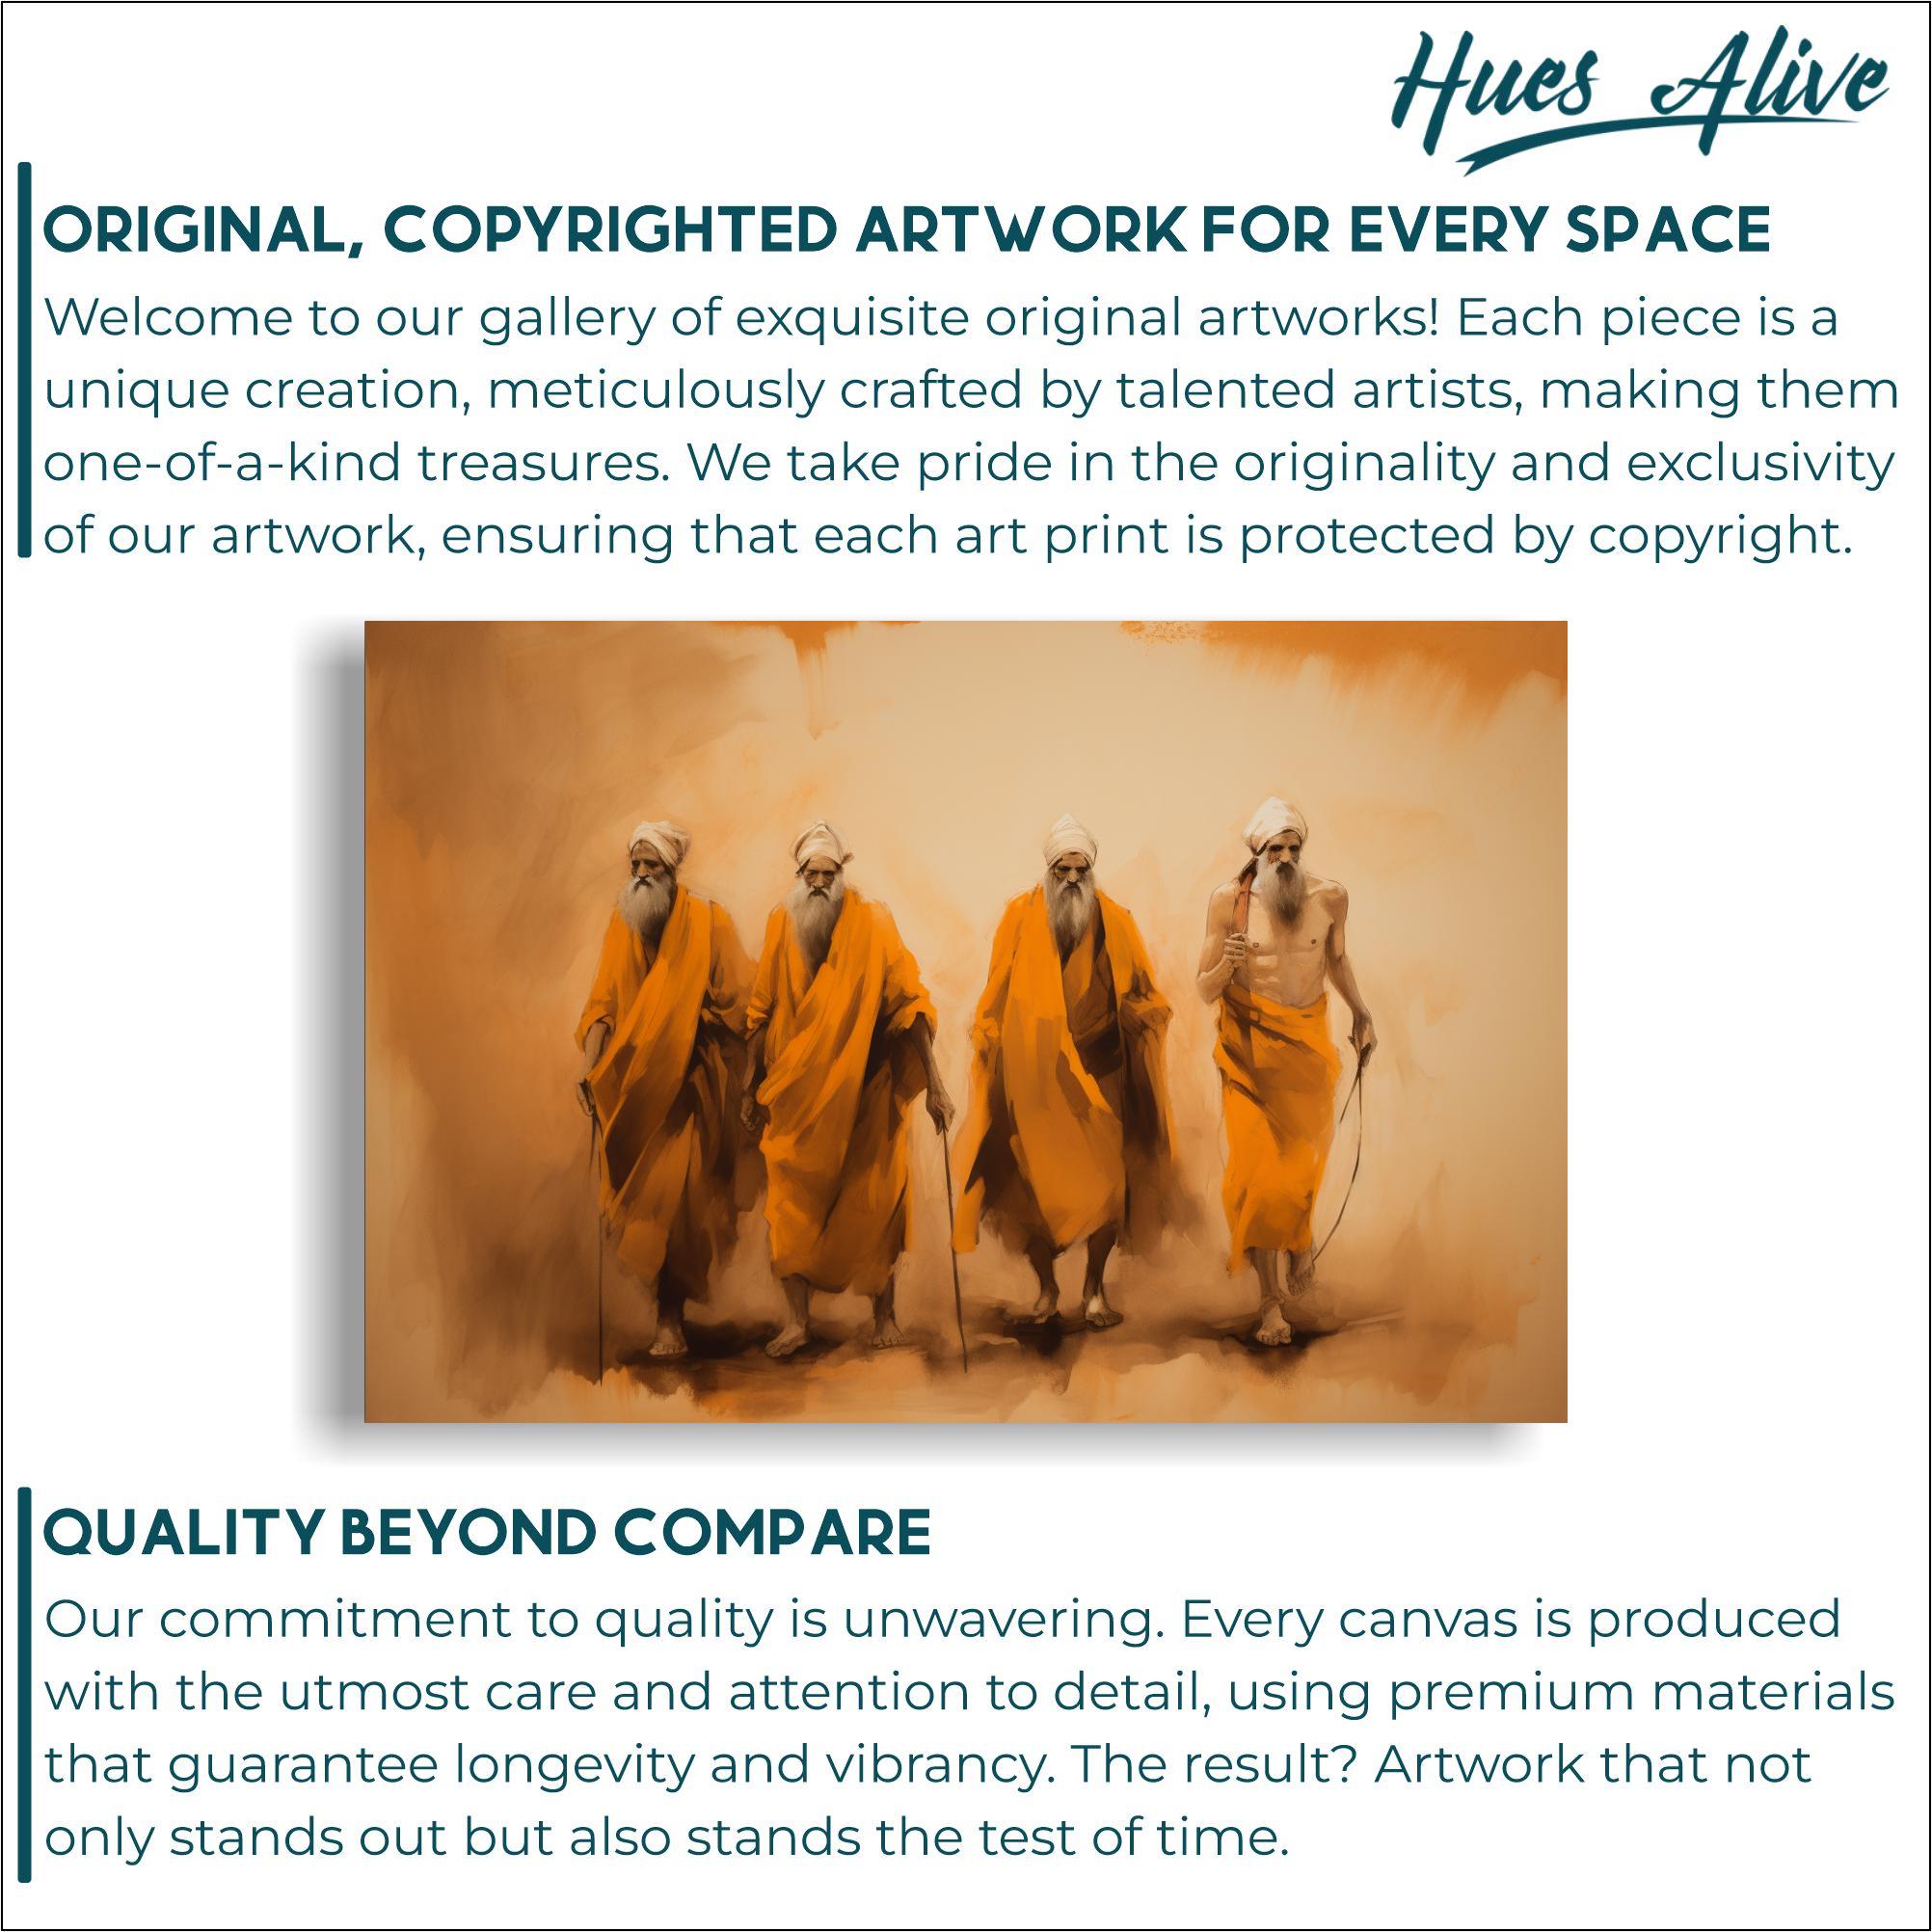 Hues Alive
ORIGINAL, COPYRIGHTED ARTWORK FOR EVERY SPACE
Welcome to our gallery of exquisite original artworks! Each piece is a
unique creation, meticulously crafted by talented artists, making them
one-of-a-kind treasures. We take pride in the originality and exclusivity
of our artwork, ensuring that each art print is protected by copyright.
QUALITY BEYOND COMPARE
Our commitment to quality is unwavering. Every canvas is produced
with the utmost care and attention to detail, using premium materials
that guarantee longevity and vibrancy. The result? Artwork that not
only stands out but also stands the test of time.